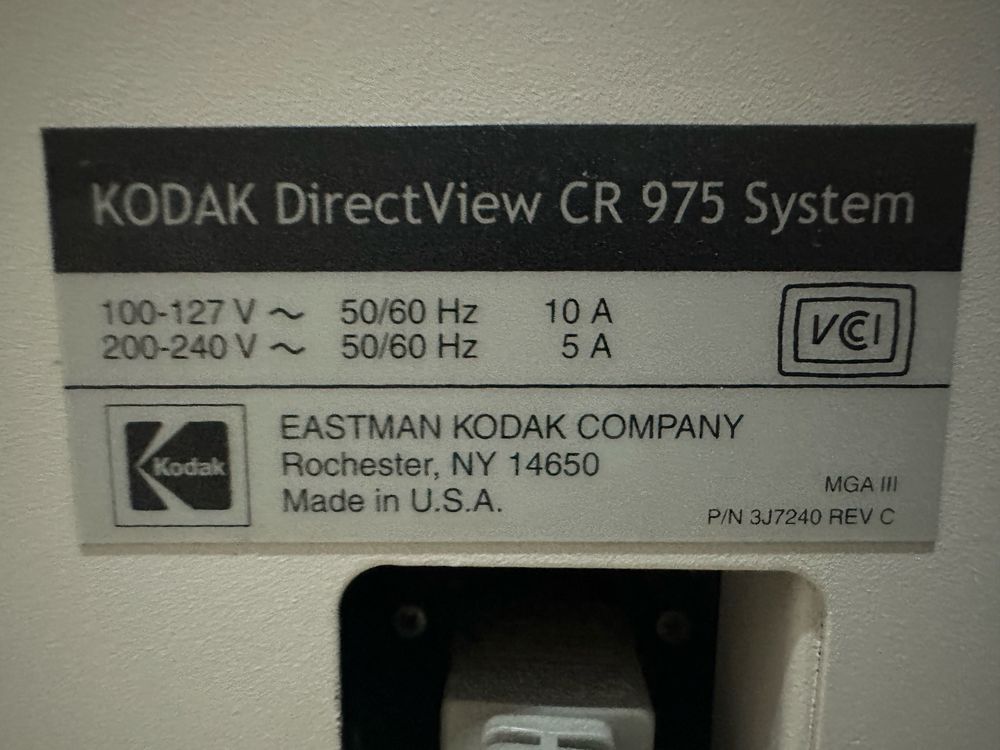 KODAK DirectView CR 975 System
100-127 V ～ 50/60 Hz 10 A
200-240 V ～ 50/60 Hz 5 A
VCCI
Kodak
EASTMAN KODAK COMPANY
Rochester, NY 14650
Made in U.S.A.
MGA III
P/N 3J7240 REV C